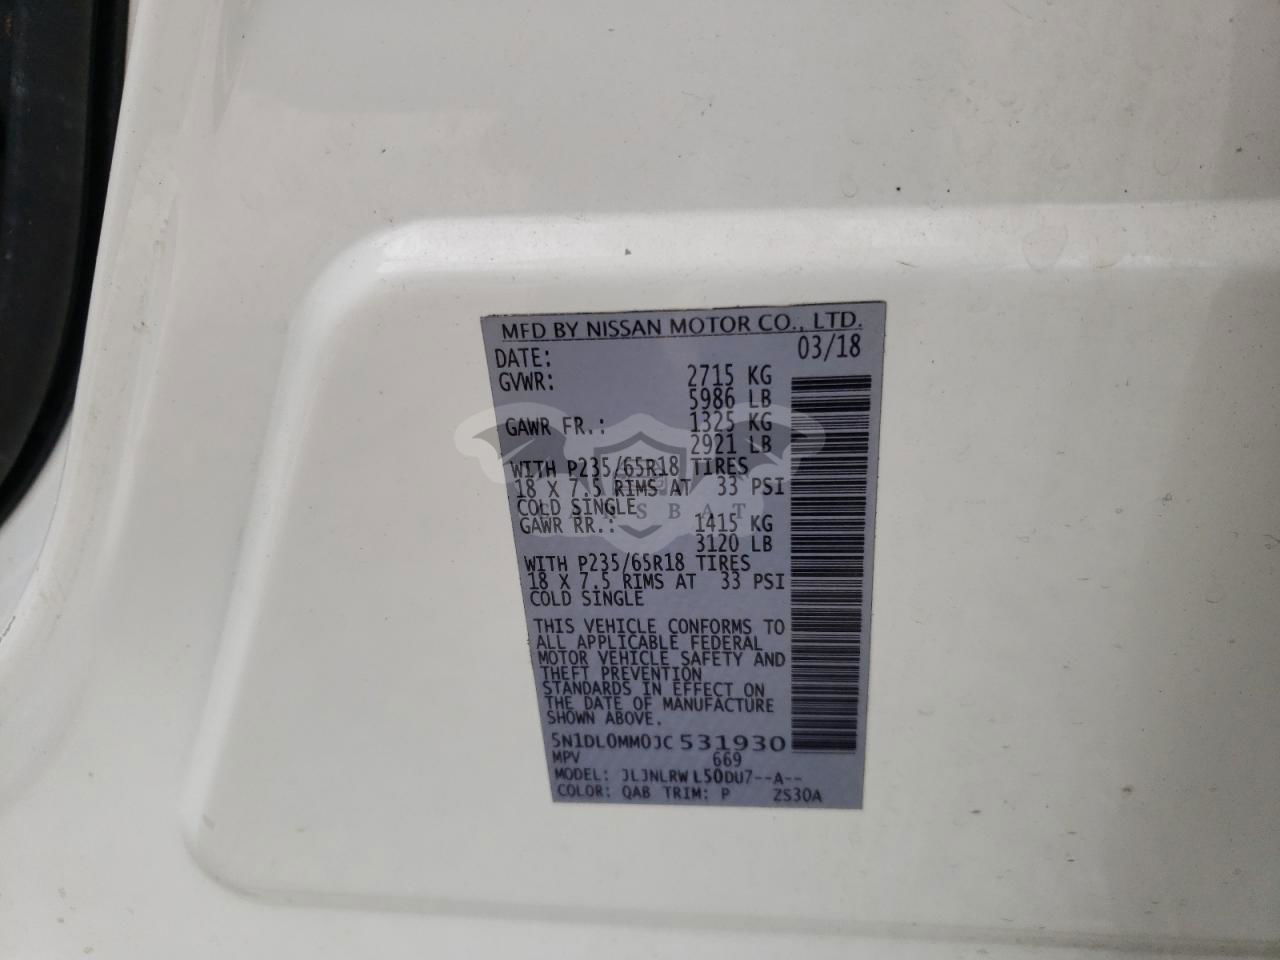 MFD BY NISSAN MOTOR CO., LTD.
DATE: 03/18
GVWR: 2715 KG
5986 LB
GAWR FR.: 1325 KG
2921 LB
WITH P235/65R18 TIRES
18 X 7.5 RIMS AT 33 PSI
COLD SINGLE
GAWR RR.: 1415 KG
3120 LB
WITH P235/65R18 TIRES
18 X 7.5 RIMS AT 33 PSI
COLD SINGLE
THIS VEHICLE CONFORMS TO
ALL APPLICABLE FEDERAL
MOTOR VEHICLE SAFETY AND
THEFT PREVENTION
STANDARDS IN EFFECT ON
THE DATE OF MANUFACTURE
SHOWN ABOVE.
5N1DL0MM0JC531930
MPV 669
MODEL: JLJNLRW L50DU7--A--
COLOR: QAB TRIM: P ZS30A